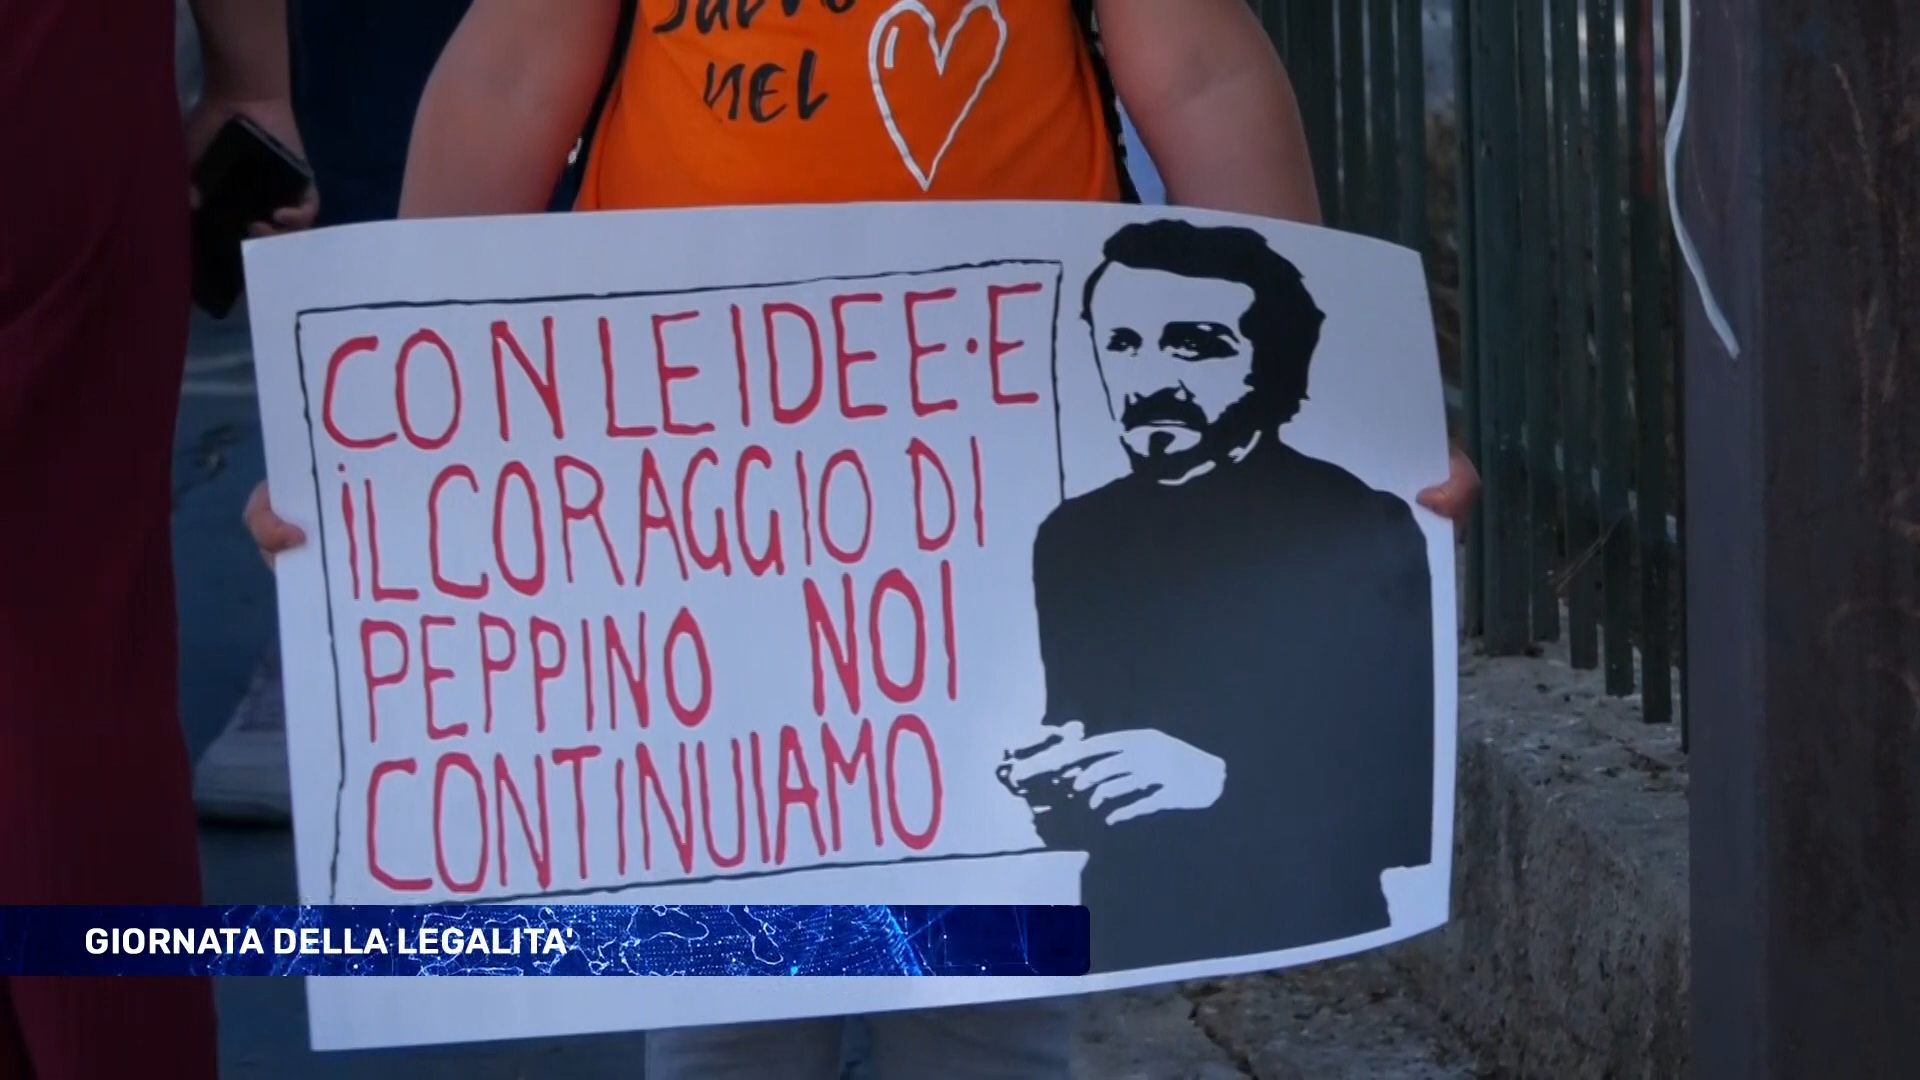 NEL
CON LE IDEE E
IL CORAGGIO DI
PEPPINO NOI
CONTINUIAMO
GIORNATA DELLA LEGALITA'